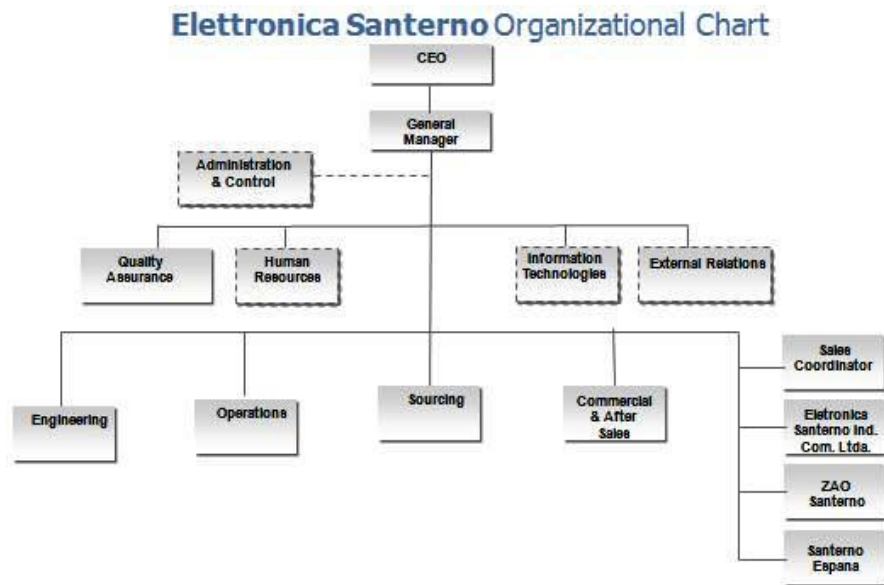 Elettronica Santerno Organizational Chart
CEO
General
Manager
Administration
& Control
Quality
Assurance
Human
Resources
Information
Technologies
External Relations
Engineering
Operations
Sourcing
Commercial
& After
Sales
Sales
Coordinator
Eletronica
Santerno Ind.
Com. Ltda.
ZAO
Santerno
Santerno
Espana